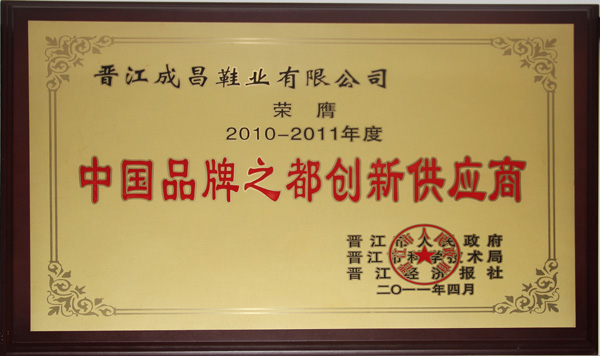 晋江成昌鞋业有限公司
荣膺
2010-2011年度
中国品牌之都创新供应商
晋江市人民政府
晋江市科学技术局
晋江经济报社
二〇一一年四月